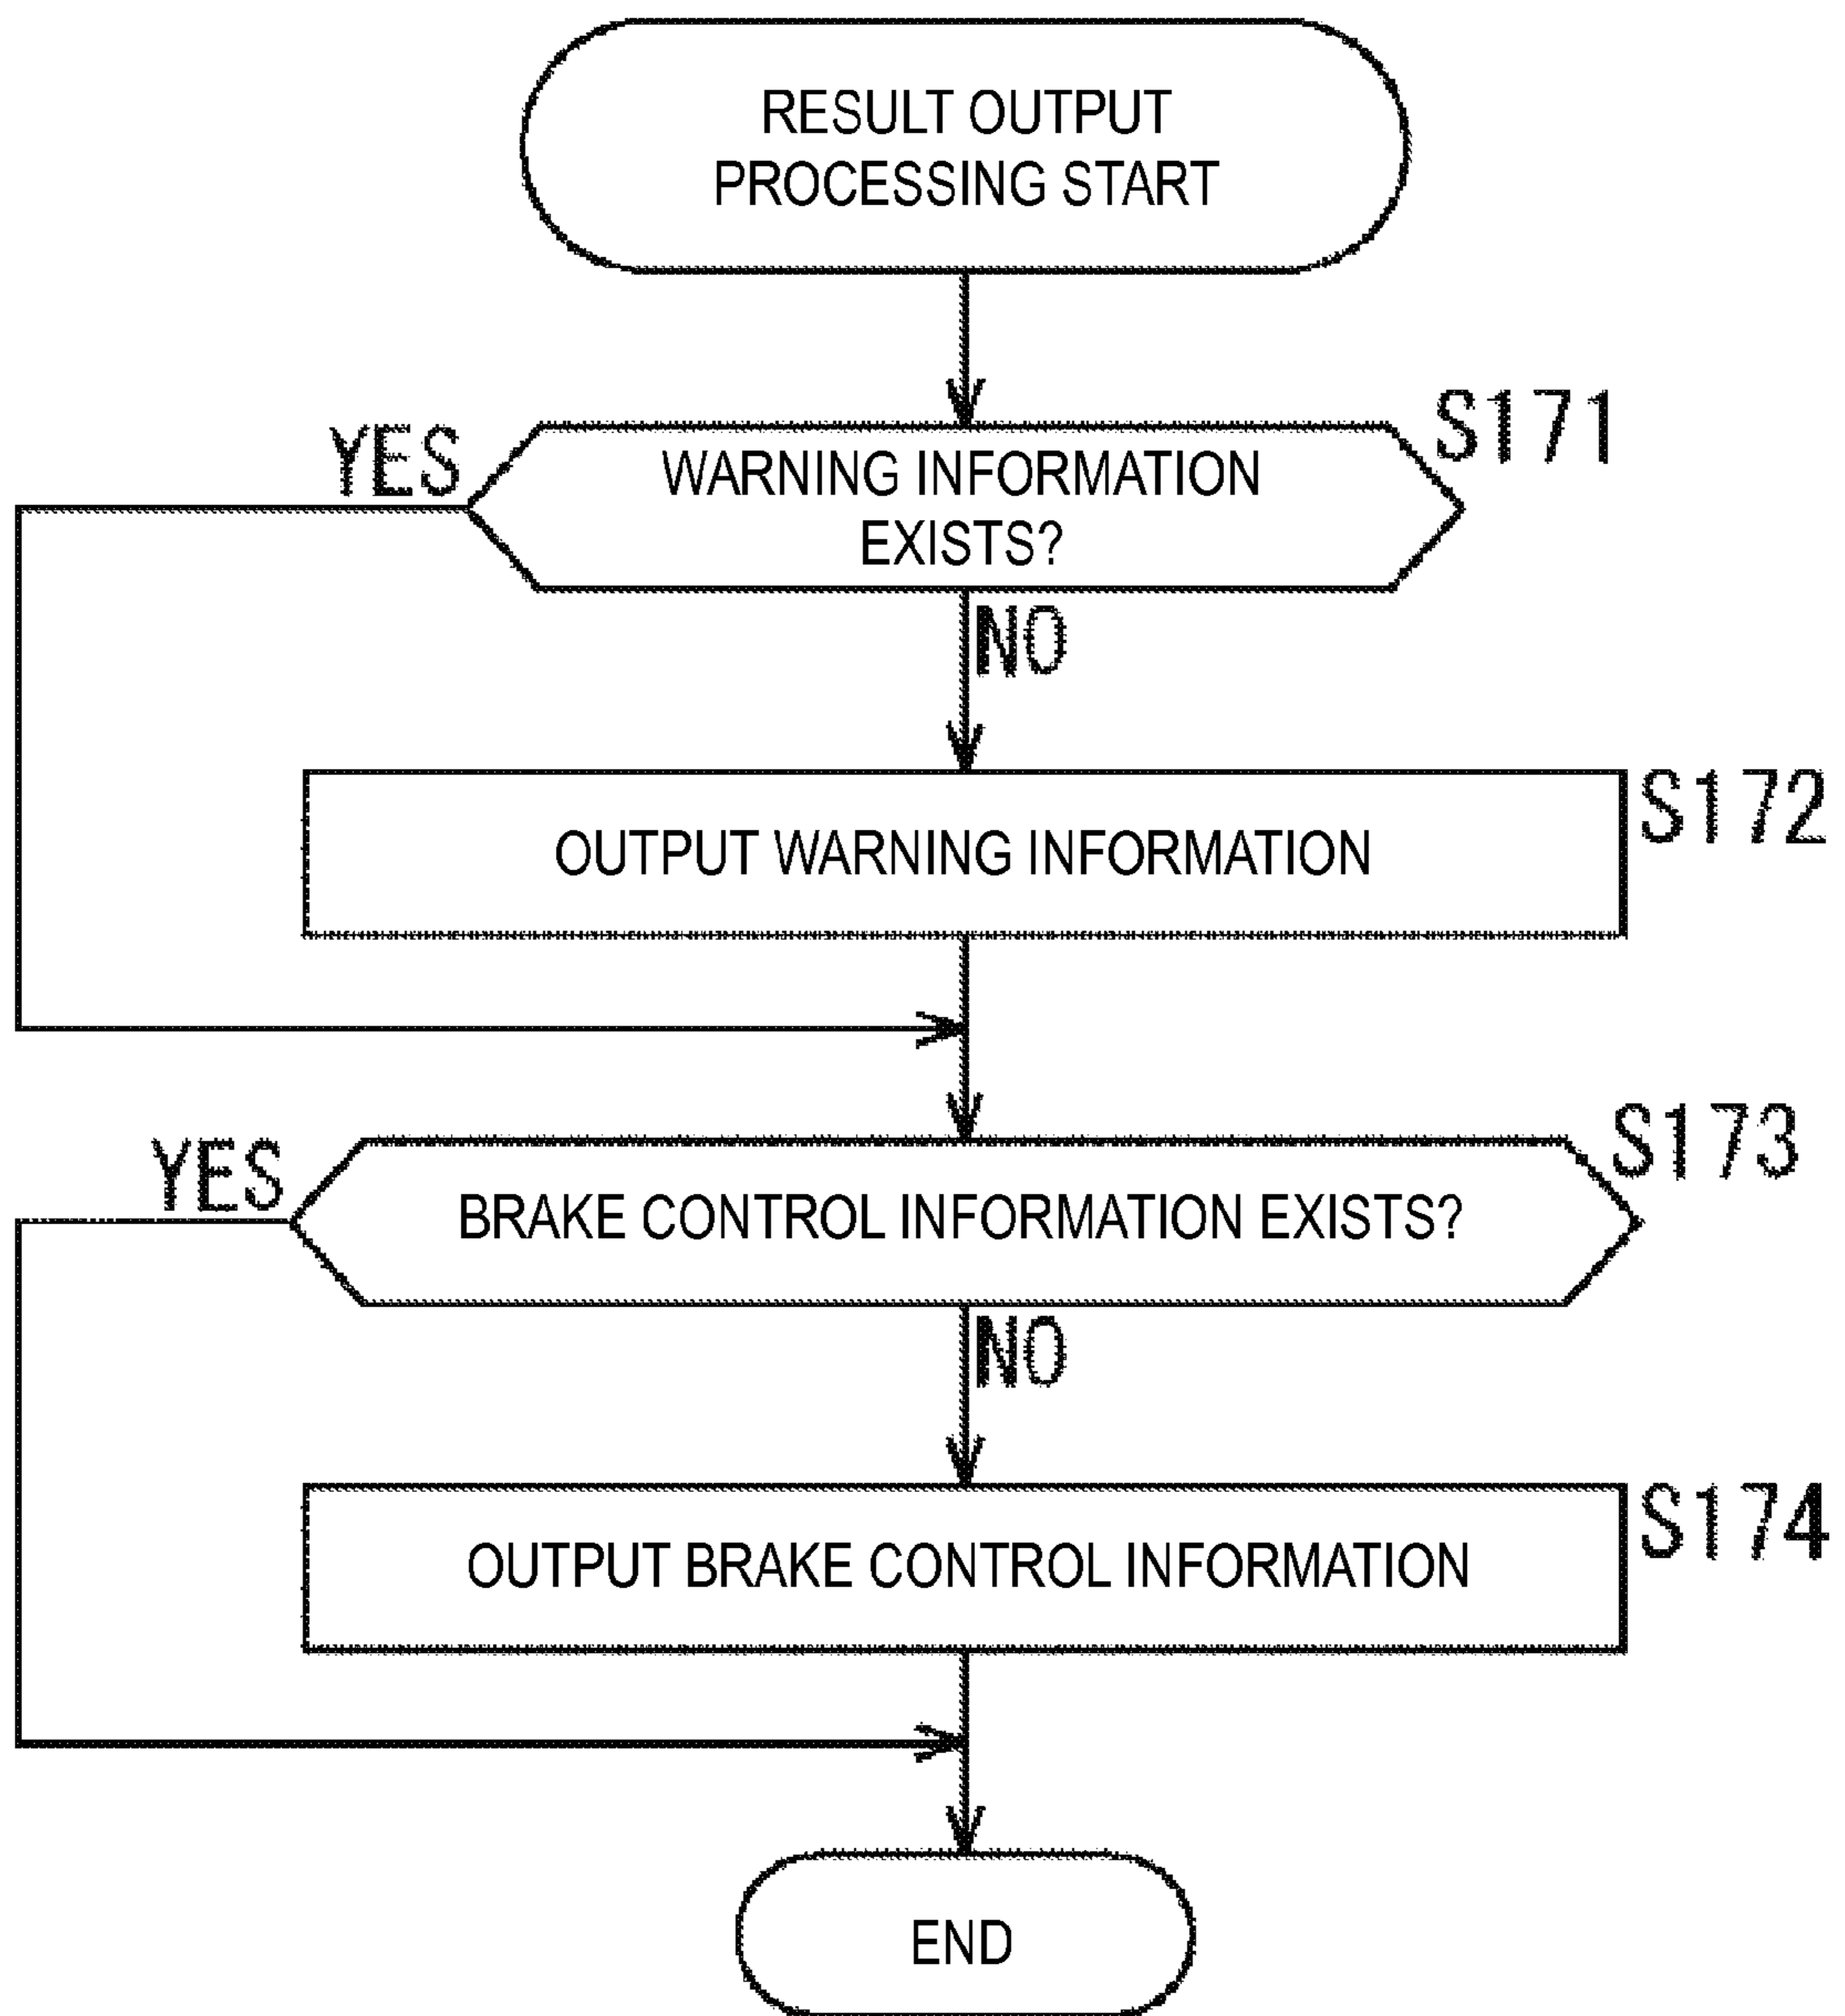 RESULT OUTPUT
PROCESSING START
S171
YES
WARNING INFORMATION
EXISTS?
NO
S172
OUTPUT WARNING INFORMATION
S173
YES
BRAKE CONTROL INFORMATION EXISTS?
NO
S174
OUTPUT BRAKE CONTROL INFORMATION
END